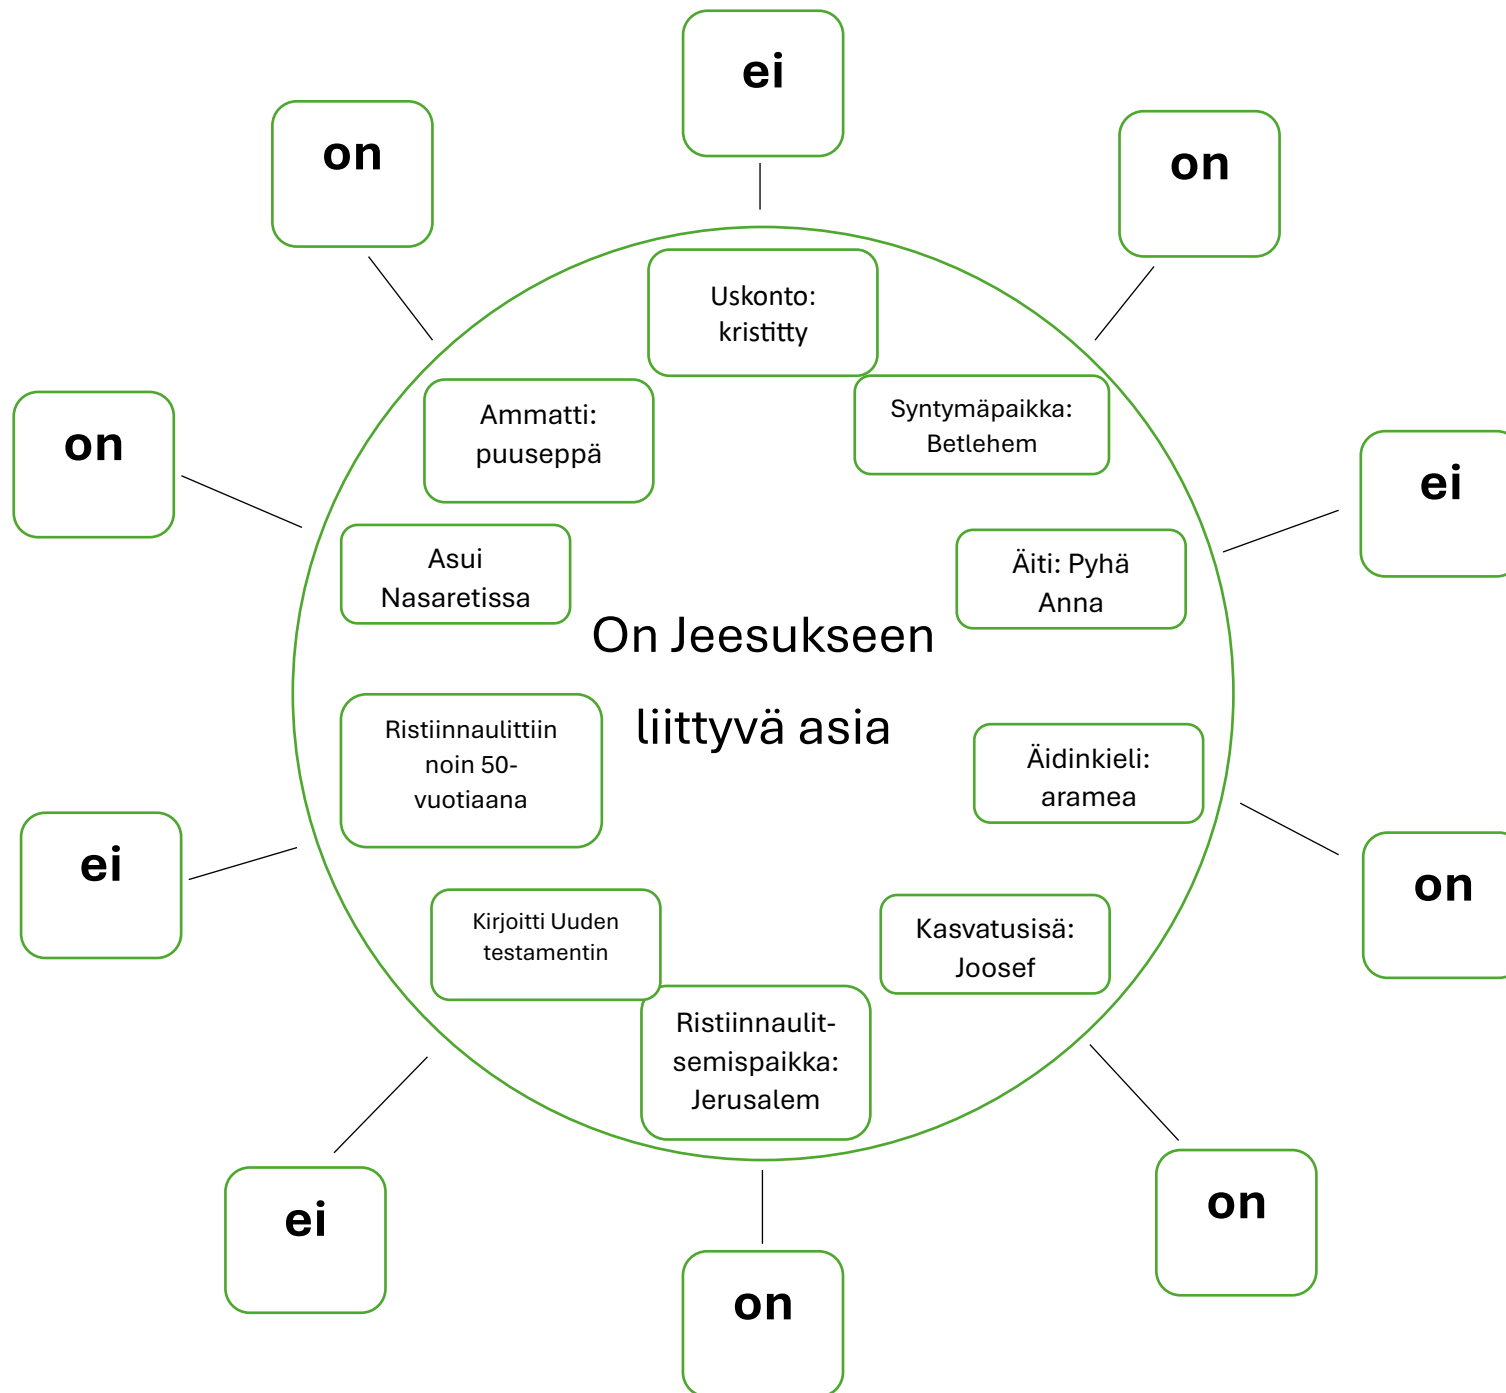 ei
on
on
Uskonto:
kristitty
Ammatti:
puuseppä
Syntymäpaikka:
Betlehem
on
ei
Asui
Nasaretissa
Äiti: Pyhä
Anna
On Jeesukseen
liittyvä asia
Ristiinnaulittiin
noin 50-
vuotiaana
Äidinkieli:
aramea
ei
on
Kirjoitti Uuden
testamentin
Kasvatusisä:
Joosef
Ristiinnaulit-
semispaikka:
Jerusalem
ei
on
on